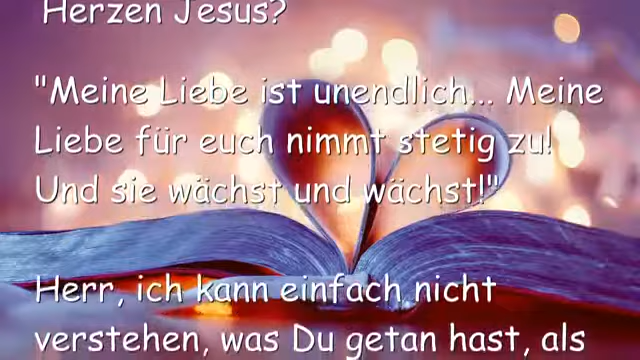 Herzen Jesus?
"Meine Liebe ist unendlich... Meine
Liebe für euch nimmt stetig zu!
Und sie wächst und wächst!"
Herr, ich kann einfach nicht
verstehen, was Du getan hast, als